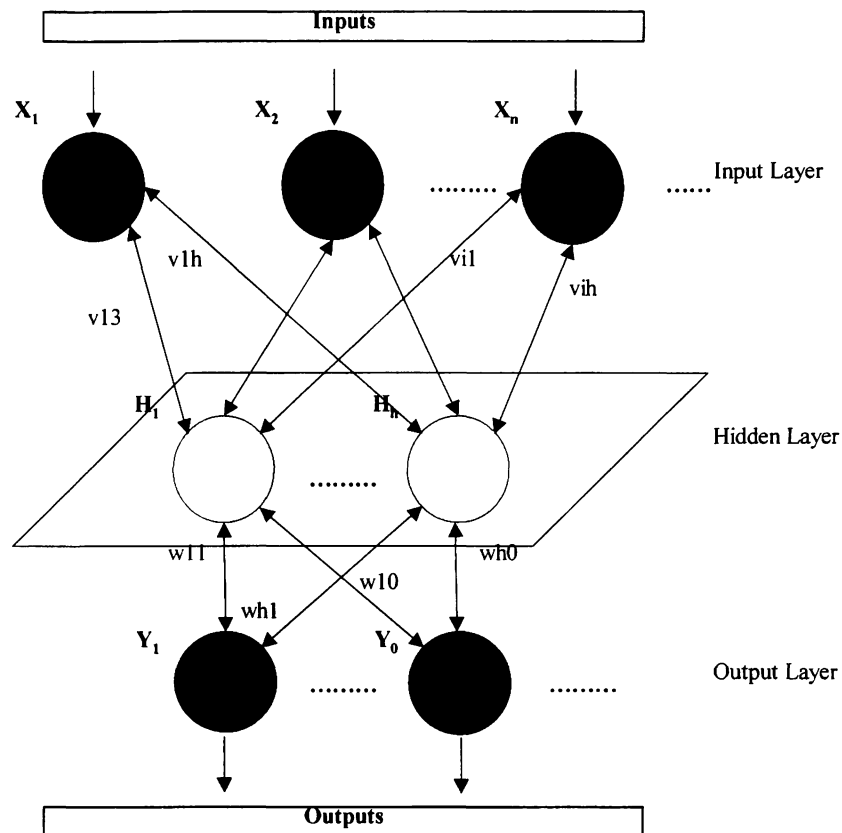 Inputs
X1 X2 Xn
......... ...... Input Layer
v1h vi1
vih
v13
H1 Hh
Hidden Layer
.........
w11 wh0
w10
wh1
Y1 Y0
......... ......... Output Layer
Outputs